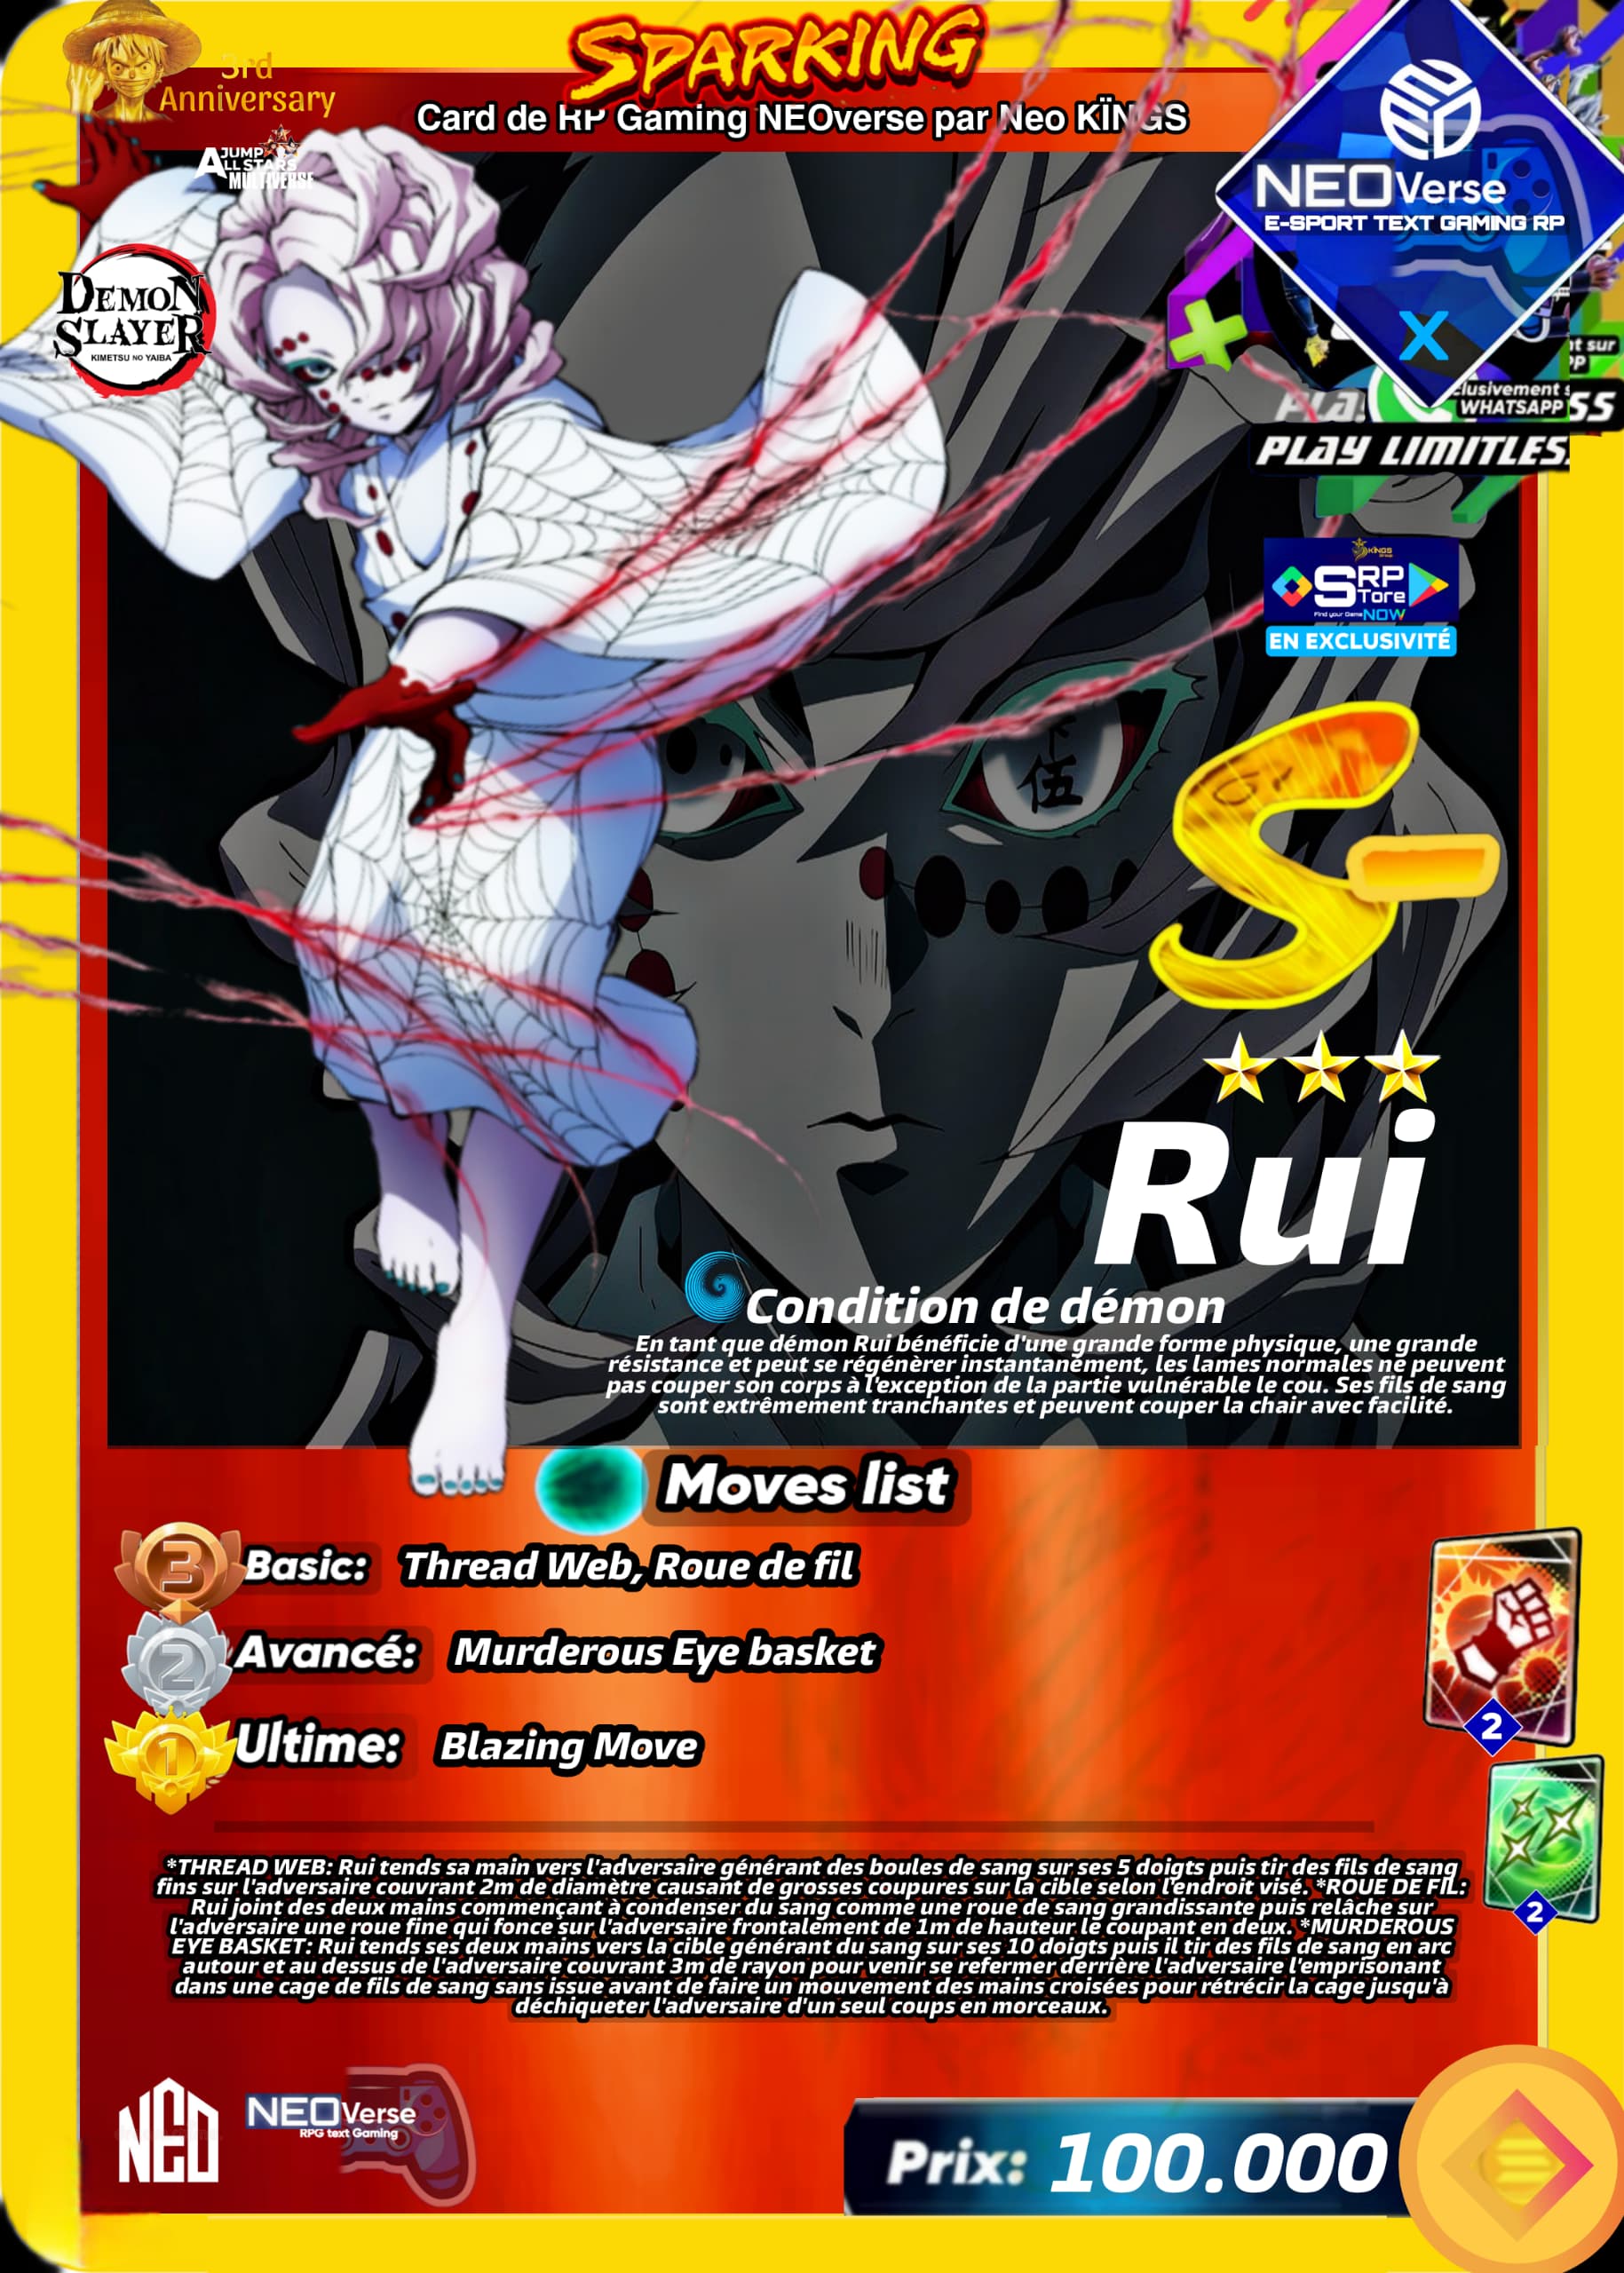 3rd
Anniversary
SPARKING
Card de RP Gaming NEOverse par Neo KÏNGS
JUMP
ALL STARS
MULTIVERSE
NEOVerse
E-SPORT TEXT GAMING RP
X
DEMON
SLAYER
KIMETSU NO YAIBA
t sur
clusivement s
WHATSAPP
SS
PLAY LIMITLES
KINGS
SRP
Tore
Find your Game NOW
EN EXCLUSIVITÉ
下
伍
S-
Rui
Condition de démon
En tant que démon Rui bénéficie d'une grande forme physique, une grande
résistance et peut se régénèrer instantanément, les lames normales ne peuvent
pas couper son corps à l'exception de la partie vulnérable le cou. Ses fils de sang
sont extrêmement tranchantes et peuvent couper la chair avec facilité.
Moves list
3 Basic: Thread Web, Roue de fil
2 Avancé: Murderous Eye basket
1 Ultime: Blazing Move
2
2
*THREAD WEB: Rui tends sa main vers l'adversaire générant des boules de sang sur ses 5 doigts puis tir des fils de sang
fins sur l'adversaire couvrant 2m de diamètre causant de grosses coupures sur la cible selon l'endroit visé. *ROUE DE FIL:
Rui joint des deux mains commençant à condenser du sang comme une roue de sang grandissante puis relâche sur
l'adversaire une roue fine qui fonce sur l'adversaire frontalement de 1m de hauteur le coupant en deux. *MURDEROUS
EYE BASKET: Rui tends ses deux mains vers la cible générant du sang sur ses 10 doigts puis il tir des fils de sang en arc
autour et au dessus de l'adversaire couvrant 3m de rayon pour venir se refermer derrière l'adversaire l'emprisonant
dans une cage de fils de sang sans issue avant de faire un mouvement des mains croisées pour rétrécir la cage jusqu'à
déchiqueter l'adversaire d'un seul coups en morceaux.
NEO
NEOVerse
RPG text Gaming
Prix: 100.000